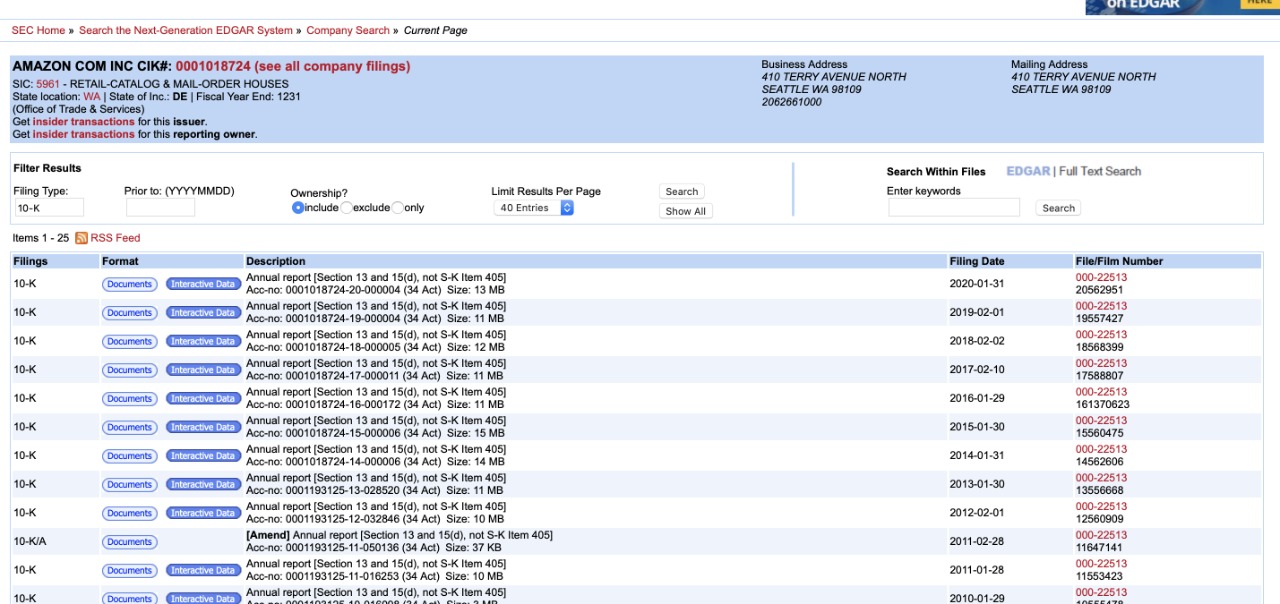 on EDGAR
HERE
SEC Home » Search the Next-Generation EDGAR System » Company Search » Current Page
AMAZON COM INC CIK#: 0001018724 (see all company filings)
SIC: 5961 - RETAIL-CATALOG & MAIL-ORDER HOUSES
State location: WA | State of Inc.: DE | Fiscal Year End: 1231
(Office of Trade & Services)
Get insider transactions for this issuer.
Get insider transactions for this reporting owner.
Business Address
410 TERRY AVENUE NORTH
SEATTLE WA 98109
2062661000
Mailing Address
410 TERRY AVENUE NORTH
SEATTLE WA 98109
Filter Results
Filing Type:
10-K
Prior to: (YYYYMMDD)
Ownership?
include exclude only
Limit Results Per Page
40 Entries
Search
Show All
Search Within Files EDGAR | Full Text Search
Enter keywords
Search
Items 1 - 25 RSS Feed
Filings Format Description Filing Date File/Film Number
10-K Documents Interactive Data Annual report [Section 13 and 15(d), not S-K Item 405] 2020-01-31 000-22513
Acc-no: 0001018724-20-000004 (34 Act) Size: 13 MB 20562951
10-K Documents Interactive Data Annual report [Section 13 and 15(d), not S-K Item 405] 2019-02-01 000-22513
Acc-no: 0001018724-19-000004 (34 Act) Size: 11 MB 19557427
10-K Documents Interactive Data Annual report [Section 13 and 15(d), not S-K Item 405] 2018-02-02 000-22513
Acc-no: 0001018724-18-000005 (34 Act) Size: 12 MB 18568399
10-K Documents Interactive Data Annual report [Section 13 and 15(d), not S-K Item 405] 2017-02-10 000-22513
Acc-no: 0001018724-17-000011 (34 Act) Size: 11 MB 17588807
10-K Documents Interactive Data Annual report [Section 13 and 15(d), not S-K Item 405] 2016-01-29 000-22513
Acc-no: 0001018724-16-000172 (34 Act) Size: 11 MB 161370623
10-K Documents Interactive Data Annual report [Section 13 and 15(d), not S-K Item 405] 2015-01-30 000-22513
Acc-no: 0001018724-15-000006 (34 Act) Size: 15 MB 15560475
10-K Documents Interactive Data Annual report [Section 13 and 15(d), not S-K Item 405] 2014-01-31 000-22513
Acc-no: 0001018724-14-000006 (34 Act) Size: 14 MB 14562606
10-K Documents Interactive Data Annual report [Section 13 and 15(d), not S-K Item 405] 2013-01-30 000-22513
Acc-no: 0001193125-13-028520 (34 Act) Size: 11 MB 13556668
10-K Documents Interactive Data Annual report [Section 13 and 15(d), not S-K Item 405] 2012-02-01 000-22513
Acc-no: 0001193125-12-032846 (34 Act) Size: 10 MB 12560909
10-K/A Documents [Amend] Annual report [Section 13 and 15(d), not S-K Item 405] 2011-02-28 000-22513
Acc-no: 0001193125-11-050136 (34 Act) Size: 37 KB 11647141
10-K Documents Interactive Data Annual report [Section 13 and 15(d), not S-K Item 405] 2011-01-28 000-22513
Acc-no: 0001193125-11-016253 (34 Act) Size: 10 MB 11553423
10-K Documents Interactive Data Annual report [Section 13 and 15(d), not S-K Item 405] 2010-01-29 000-22513